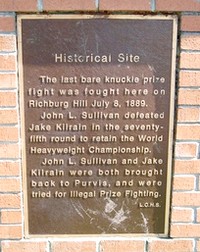 Historical Site
The last bare knuckle prize
fight was fought here on
Richburg Hill July 8, 1889.
John L. Sullivan defeated
Jake Kilrain in the seventy-
fifth round to retain the World
Heavyweight Championship.
John L. Sullivan and Jake
Kilrain were both brought
back to Purvis, and were
tried for Illegal Prize Fighting.
L.C.H.S.